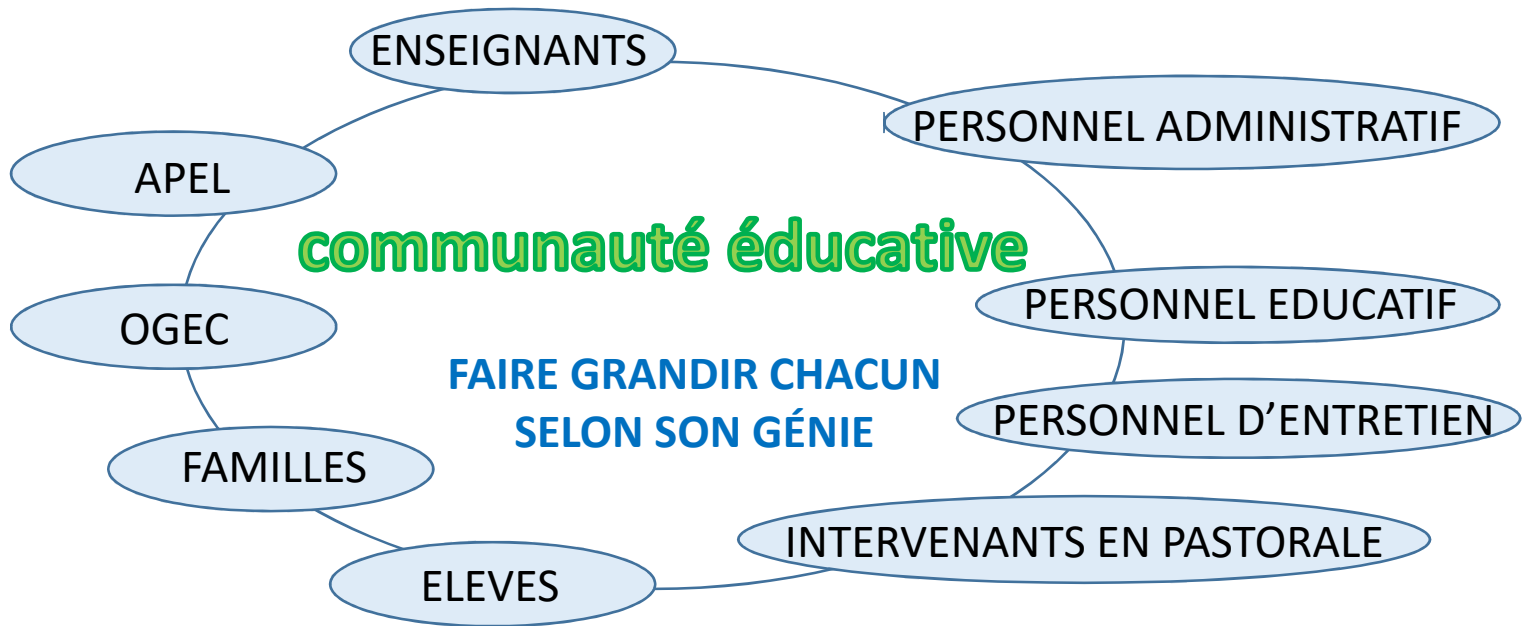 ENSEIGNANTS
PERSONNEL ADMINISTRATIF
APEL
communauté éducative
PERSONNEL EDUCATIF
OGEC
FAIRE GRANDIR CHACUN
SELON SON GÉNIE
PERSONNEL D’ENTRETIEN
FAMILLES
INTERVENANTS EN PASTORALE
ELEVES